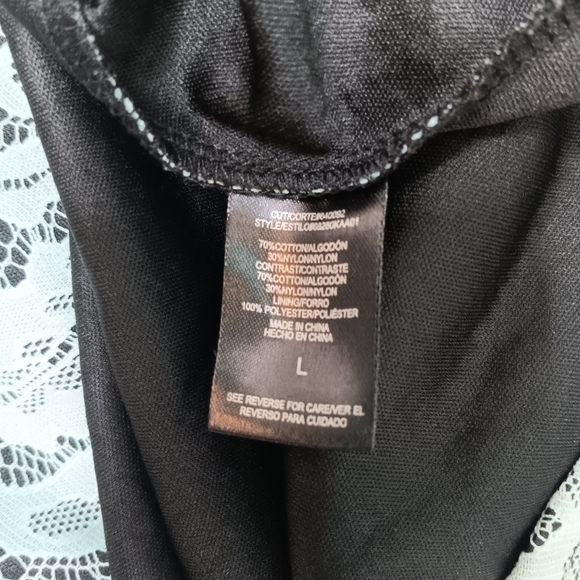 CUT/CORTE#640092
STYLE/ESTILO#69280KAA01
70%COTTON/ALGODÓN
30%NYLON/NYLON
CONTRAST/CONTRASTE
70%COTTON/ALGODÓN
30%NYLON/NYLON
LINING/FORRO
100% POLYESTER/POLIÉSTER
MADE IN CHINA
HECHO EN CHINA
L
SEE REVERSE FOR CARE/VER EL
REVERSO PARA CUIDADO